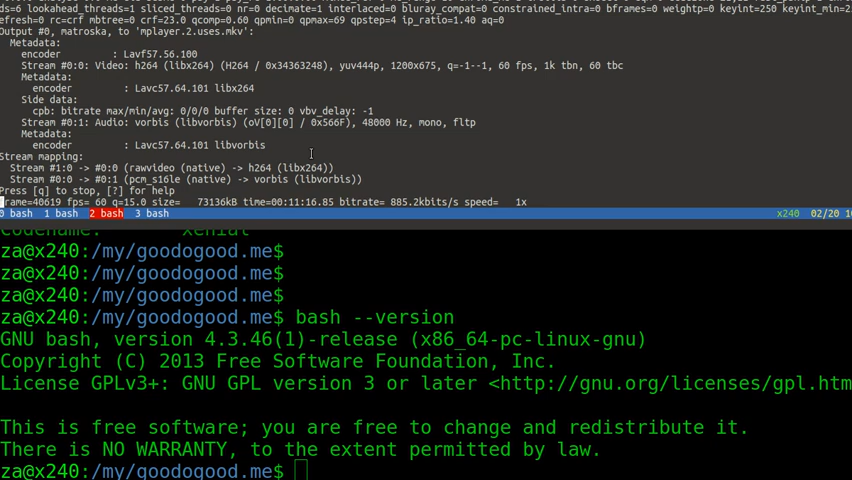 ds=6 lookahead_threads=1 sliced_threads=0 nr=0 decimate=1 interlaced=0 bluray_compat=0 constrained_intra=0 bframes=0 weightp=0 keyint=250 keyint_min=2
refresh=0 rc=crf mbtree=0 crf=23.0 qcomp=0.60 qpmin=0 qpmax=69 qpstep=4 ip_ratio=1.40 aq=0
Output #0, matroska, to 'mplayer.2.uses.mkv':
Metadata:
encoder : Lavf57.56.100
Stream #0:0: Video: h264 (libx264) (H264 / 0x34363248), yuv444p, 1200x675, q=-1--1, 60 fps, 1k tbn, 60 tbc
Metadata:
encoder : Lavc57.64.101 libx264
Side data:
cpb: bitrate max/min/avg: 0/0/0 buffer size: 0 vbv_delay: -1
Stream #0:1: Audio: vorbis (libvorbis) (oV[0][0] / 0x566F), 48000 Hz, mono, fltp
Metadata:
encoder : Lavc57.64.101 libvorbis
Stream mapping:
Stream #1:0 -> #0:0 (rawvideo (native) -> h264 (libx264))
Stream #0:0 -> #0:1 (pcm_s16le (native) -> vorbis (libvorbis))
Press [q] to stop, [?] for help
frame=40619 fps= 60 q=15.0 size= 73136kB time=00:11:16.85 bitrate= 885.2kbits/s speed= 1x
0 bash 1 bash 2 bash 3 bash x240 02/20 1
Codename: xenial
za@x240:/my/goodogood.me$
za@x240:/my/goodogood.me$
za@x240:/my/goodogood.me$
za@x240:/my/goodogood.me$ bash --version
GNU bash, version 4.3.46(1)-release (x86_64-pc-linux-gnu)
Copyright (C) 2013 Free Software Foundation, Inc.
License GPLv3+: GNU GPL version 3 or later <http://gnu.org/licenses/gpl.htm
This is free software; you are free to change and redistribute it.
There is NO WARRANTY, to the extent permitted by law.
za@x240:/my/goodogood.me$